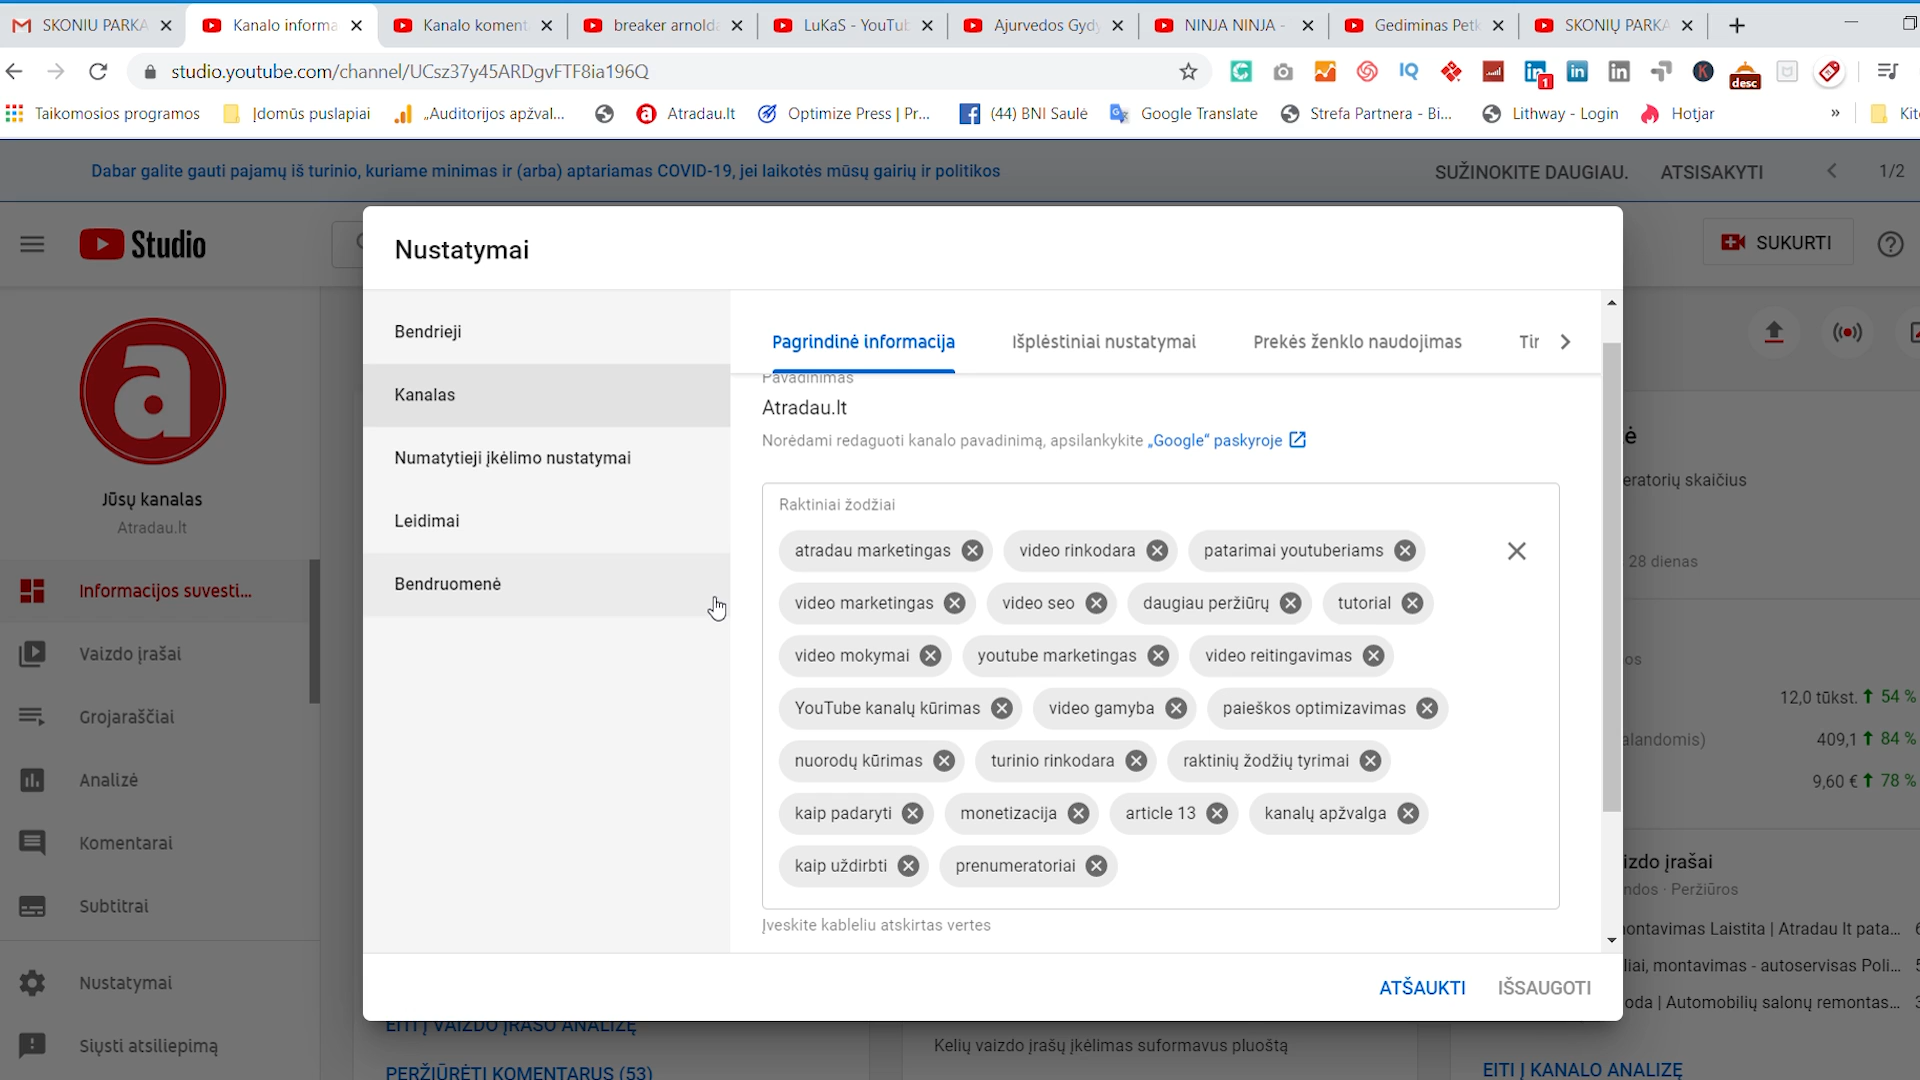 SKONIU PARKA
Kanalo informa
Kanalo koment
breaker arnold
LuKaS - YouTub
Ajurvedos Gydy
NINJA NINJA -
Gediminas Petk
SKONIŲ PARKA
studio.youtube.com/channel/UCsz37y45ARDgvFTF8ia196Q
IQ
1
K
desc
Taikomosios programos
Įdomūs puslapiai
„Auditorijos apžval...
Atradau.lt
Optimize Press | Pr...
(44) BNI Saulė
Google Translate
Strefa Partnera - Bi...
Lithway - Login
Hotjar
»
Kit
Dabar galite gauti pajamų iš turinio, kuriame minimas ir (arba) aptariamas COVID-19, jei laikotės mūsų gairių ir politikos
SUŽINOKITE DAUGIAU.
ATSISAKYTI
1/2
Studio
SUKURTI
Nustatymai
Bendrieji
Kanalas
Numatytieji įkėlimo nustatymai
Leidimai
Bendruomenė
Pagrindinė informacija
Išplėstiniai nustatymai
Prekės ženklo naudojimas
Tir
Pavadinimas
Atradau.lt
Norėdami redaguoti kanalo pavadinimą, apsilankykite „Google“ paskyroje
Raktiniai žodžiai
atradau marketingas
video rinkodara
patarimai youtuberiams
video marketingas
video seo
daugiau peržiūrų
tutorial
video mokymai
youtube marketingas
video reitingavimas
YouTube kanalų kūrimas
video gamyba
paieškos optimizavimas
nuorodų kūrimas
turinio rinkodara
raktinių žodžių tyrimai
kaip padaryti
monetizacija
article 13
kanalų apžvalga
kaip uždirbti
prenumeratoriai
Įveskite kableliu atskirtas vertes
ATŠAUKTI
IŠSAUGOTI
a
Jūsų kanalas
Atradau.lt
Informacijos suvesti...
Vaizdo įrašai
Grojaraščiai
Analizė
Komentarai
Subtitrai
Nustatymai
Siųsti atsiliepimą
ė
eratorių skaičius
28 dienas
os
12,0 tūkst. 54 %
alandomis) 409,1 84 %
9,60 € 78 %
izdo įrašai
ndos · Peržiūros
ontavimas Laistita | Atradau lt pata...
liai, montavimas - autoservisas Poli...
oda | Automobilių salonų remontas...
EITI Į KANALO ANALIZĘ
EITI Į VAIZDO ĮRAŠO ANALIZĘ
PERŽIŪRĖTI KOMENTARUS (53)
Kelių vaizdo įrašų įkėlimas suformavus pluoštą